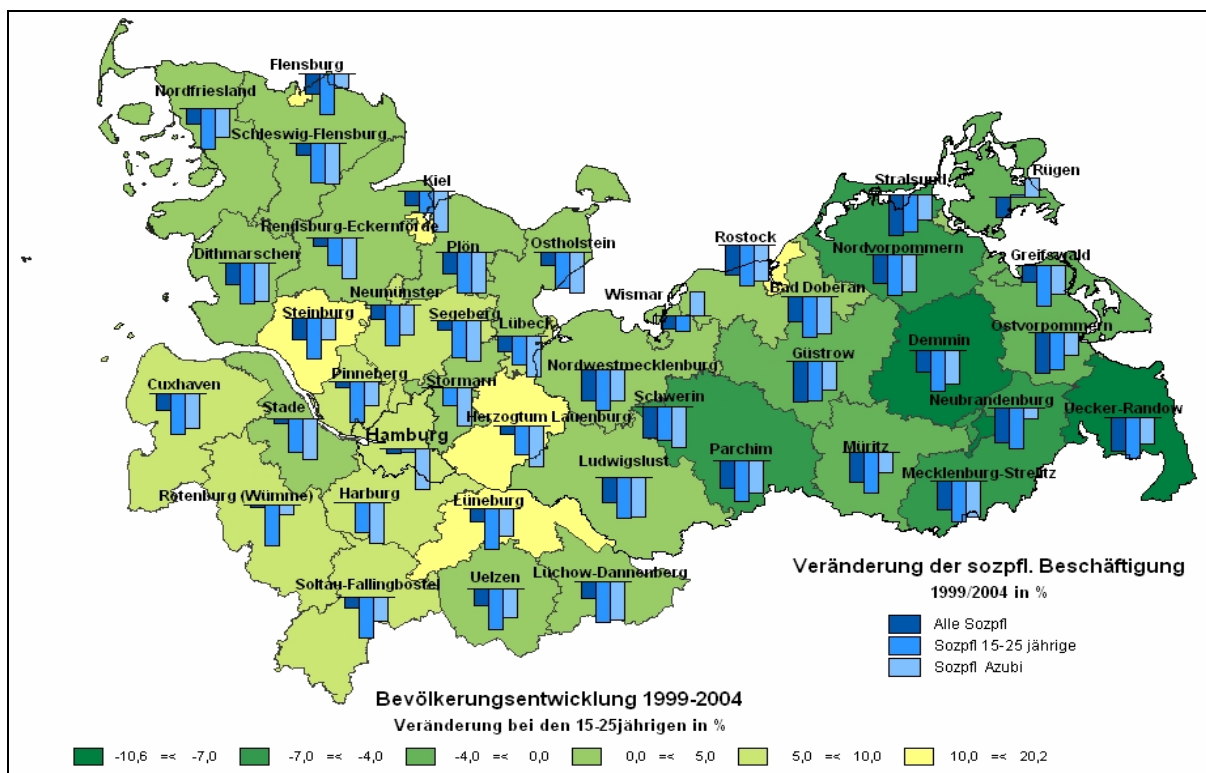 Flensburg
Nordfriesland
Schleswig-Flensburg
Kiel
Rügen
Stralsund
Rendsburg-Eckernförde
Plön
Ostholstein
Rostock
Nordvorpommern
Greifswald
Dithmarschen
Neumünster
Wismar
Bad Doberan
Steinburg
Segeberg
Lübeck
Ostvorpommern
Demmin
Güstrow
Nordwestmecklenburg
Pinneberg
Stormarn
Cuxhaven
Stade
Herzogtum Lauenburg
Schwerin
Neubrandenburg
Uecker-Randow
Hamburg
Parchim
Müritz
Ludwigslust
Mecklenburg-Strelitz
Rotenburg (Wümme)
Harburg
Lüneburg
Soltau-Fallingbostel
Uelzen
Lüchow-Dannenberg
Veränderung der sozpfl. Beschäftigung
1999/2004 in %
Alle Sozpfl
Sozpfl 15-25 jährige
Sozpfl Azubi
Bevölkerungsentwicklung 1999-2004
Veränderung bei den 15-25jährigen in %
-10,6 =< -7,0 -7,0 =< -4,0 -4,0 =< 0,0 0,0 =< 5,0 5,0 =< 10,0 10,0 =< 20,2